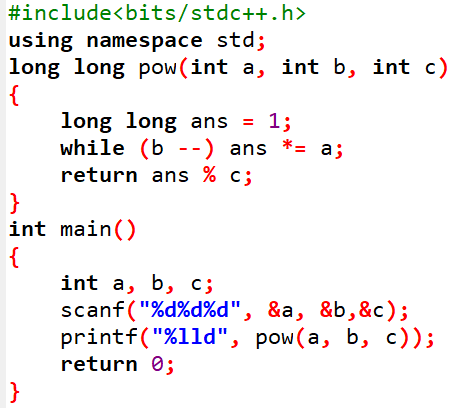 #include<bits/stdc++.h>
using namespace std;
long long pow(int a, int b, int c)
{
    long long ans = 1;
    while (b --) ans *= a;
    return ans % c;
}
int main()
{
    int a, b, c;
    scanf("%d%d%d", &a, &b,&c);
    printf("%lld", pow(a, b, c));
    return 0;
}